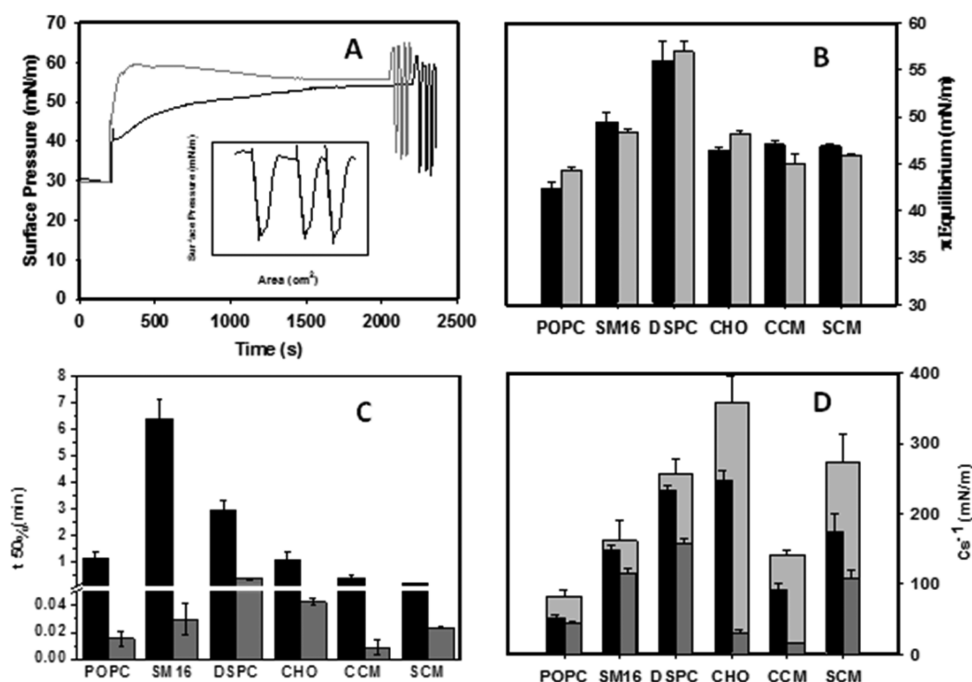 A
Surface Pressure (mN/m)
70
60
50
40
30
20
10
0
Surface Pressure (mN/m)
Area (cm²)
0 500 1000 1500 2000 2500
Time (s)
B
60
55
50
45
40
35
30
πEquilibrium (mN/m)
POPC SM16 DSPC CHO CCM SCM
C
t 50% (min)
8
7
6
5
4
3
2
1
0.04
0.02
0.00
POPC SM16 DSPC CHO CCM SCM
D
400
300
200
100
0
Cs⁻¹ (mN/m)
POPC SM16 DSPC CHO CCM SCM